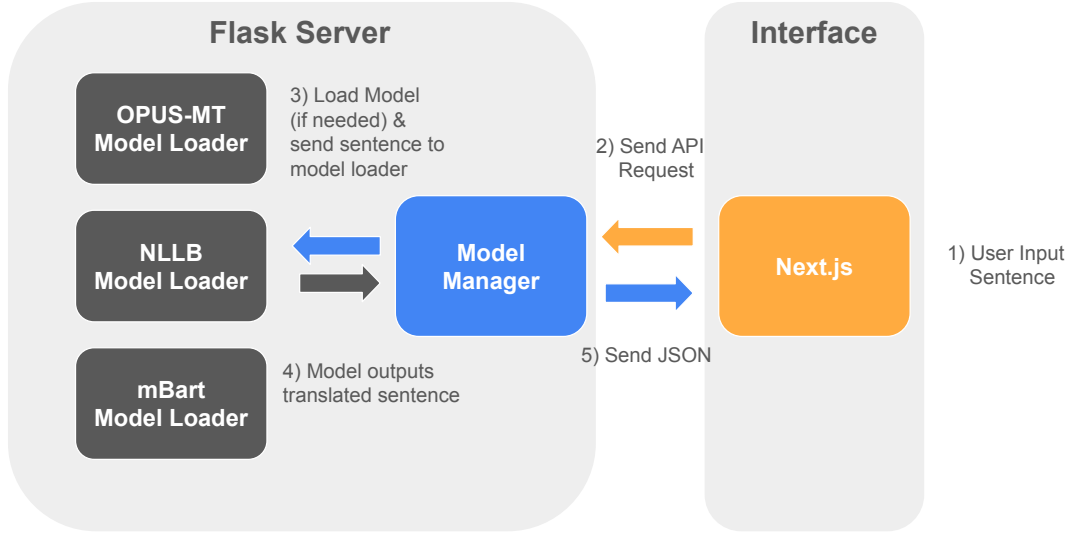 Flask Server
Interface
OPUS-MT
Model Loader
3) Load Model
(if needed) &
send sentence to
model loader
2) Send API
Request
NLLB
Model Loader
Model
Manager
Next.js
1) User Input
Sentence
5) Send JSON
mBart
Model Loader
4) Model outputs
translated sentence